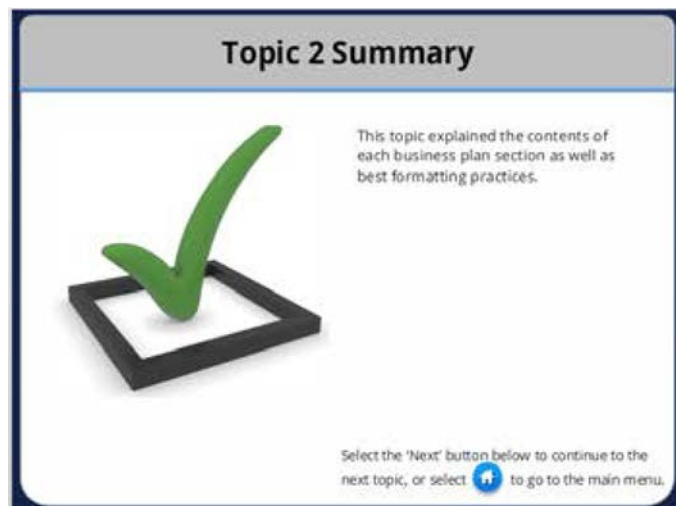 Topic 2 Summary
This topic explained the contents of
each business plan section as well as
best formatting practices.
Select the 'Next' button below to continue to the
next topic, or select to go to the main menu.